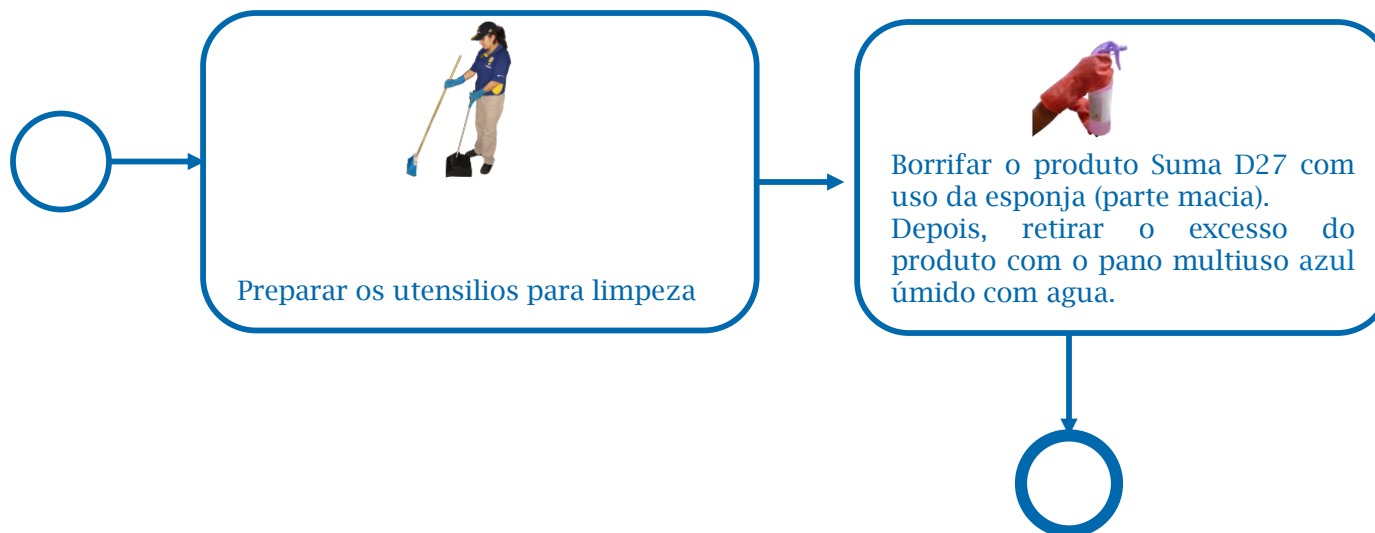 Preparar os utensilios para limpeza
Borrifar o produto Suma D27 com
uso da esponja (parte macia).
Depois, retirar o excesso do
produto com o pano multiuso azul
úmido com agua.